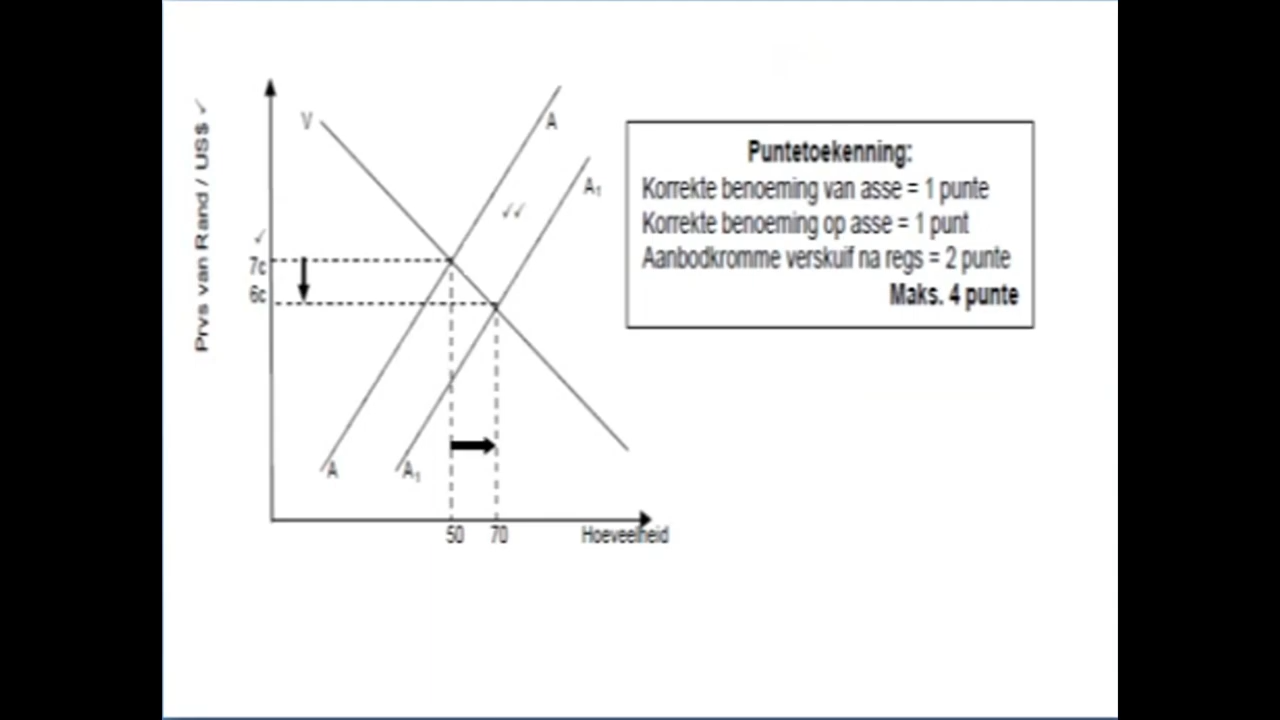 Prys van Rand / US$ ✓
V
A
A₁
✓✓
✓
7c
6c
A
A₁
50 70 Hoeveelheid
Puntetoekenning:
Korrekte benoeming van asse = 1 punte
Korrekte benoeming op asse = 1 punt
Aanbodkromme verskuif na regs = 2 punte
Maks. 4 punte